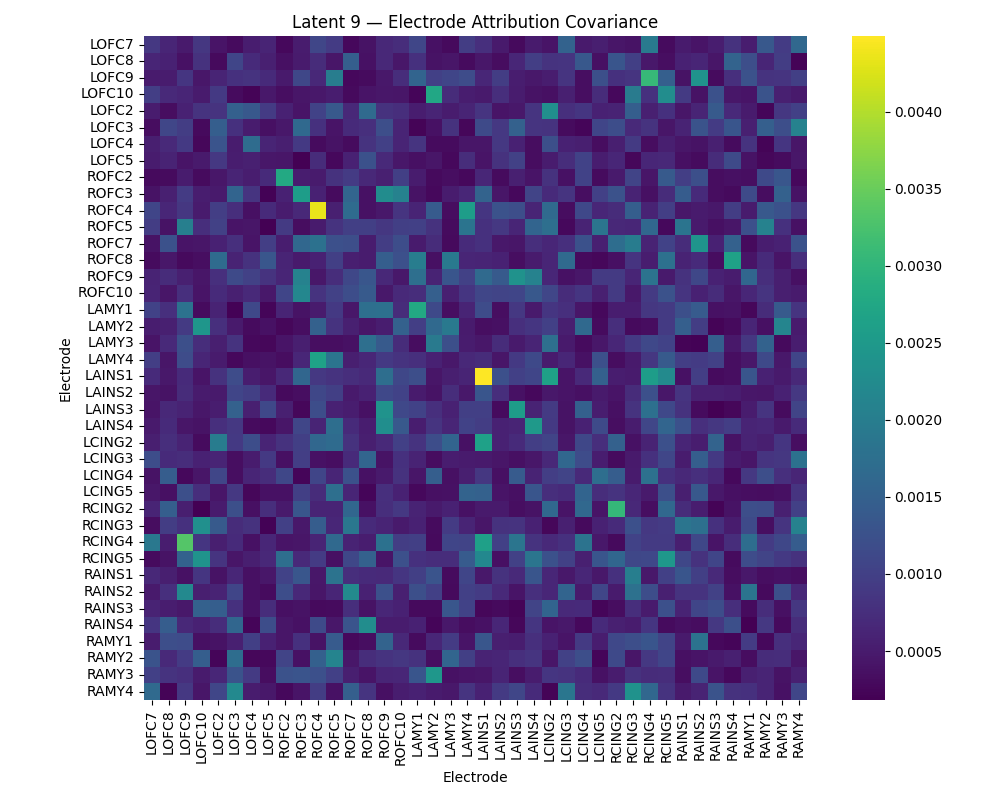 Latent 9 — Electrode Attribution Covariance
Electrode
LOFC7
LOFC8
LOFC9
LOFC10
LOFC2
LOFC3
LOFC4
LOFC5
ROFC2
ROFC3
ROFC4
ROFC5
ROFC7
ROFC8
ROFC9
ROFC10
LAMY1
LAMY2
LAMY3
LAMY4
LAINS1
LAINS2
LAINS3
LAINS4
LCING2
LCING3
LCING4
LCING5
RCING2
RCING3
RCING4
RCING5
RAINS1
RAINS2
RAINS3
RAINS4
RAMY1
RAMY2
RAMY3
RAMY4
LOFC7
LOFC8
LOFC9
LOFC10
LOFC2
LOFC3
LOFC4
LOFC5
ROFC2
ROFC3
ROFC4
ROFC5
ROFC7
ROFC8
ROFC9
ROFC10
LAMY1
LAMY2
LAMY3
LAMY4
LAINS1
LAINS2
LAINS3
LAINS4
LCING2
LCING3
LCING4
LCING5
RCING2
RCING3
RCING4
RCING5
RAINS1
RAINS2
RAINS3
RAINS4
RAMY1
RAMY2
RAMY3
RAMY4
Electrode
0.0040
0.0035
0.0030
0.0025
0.0020
0.0015
0.0010
0.0005